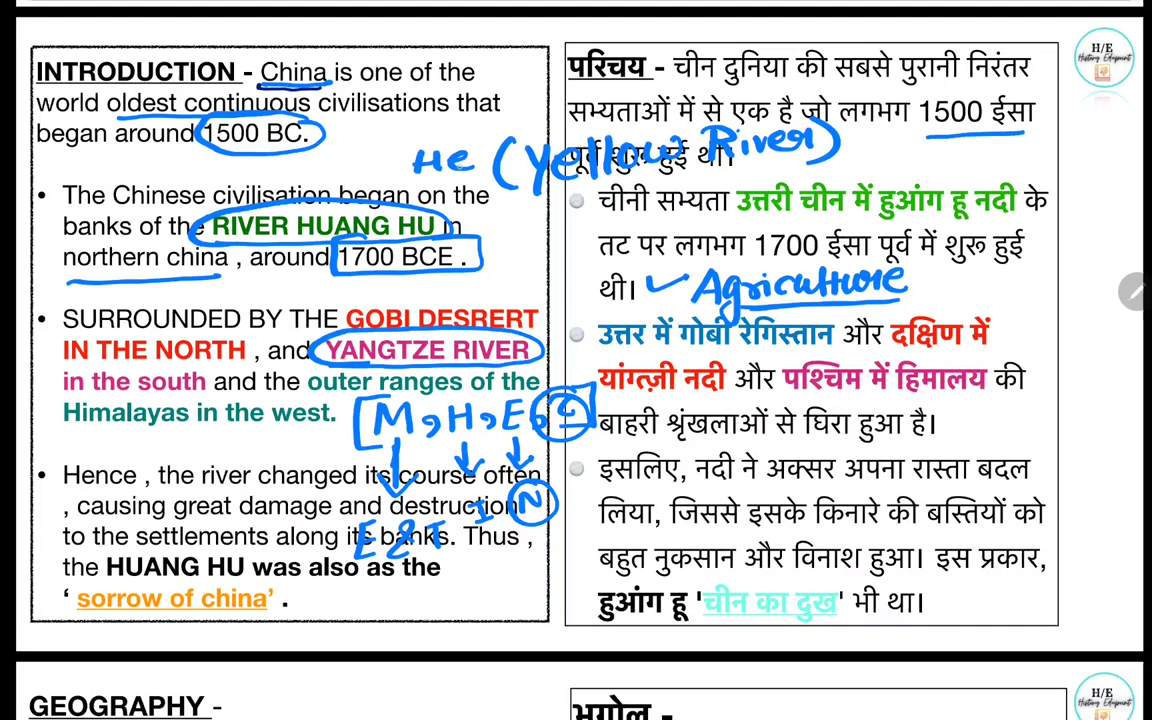 INTRODUCTION - China is one of the
world oldest continuous civilisations that
began around 1500 BC.
• The Chinese civilisation began on the
banks of the RIVER HUANG HU in
northern china , around 1700 BCE .
• SURROUNDED BY THE GOBI DESRERT
IN THE NORTH , and YANGTZE RIVER
in the south and the outer ranges of the
Himalayas in the west.
• Hence , the river changed its course often
, causing great damage and destruction
to the settlements along its banks. Thus ,
the HUANG HU was also as the
‘ sorrow of china’ .
He (Yellow River)
[M, H, E, C]
E&T I N
परिचय - चीन दुनिया की सबसे पुरानी निरंतर
सभ्यताओं में से एक है जो लगभग 1500 ईसा
पूर्व शुरू हुई थी।
चीनी सभ्यता उत्तरी चीन में हुआंग हू नदी के
तट पर लगभग 1700 ईसा पूर्व में शुरू हुई
थी।
✓ Agriculture
उत्तर में गोबी रेगिस्तान और दक्षिण में
यांग्त्ज़ी नदी और पश्चिम में हिमालय की
बाहरी श्रृंखलाओं से घिरा हुआ है।
इसलिए, नदी ने अक्सर अपना रास्ता बदल
लिया, जिससे इसके किनारे की बस्तियों को
बहुत नुकसान और विनाश हुआ। इस प्रकार,
हुआंग हू 'चीन का दुख' भी था।
H/E
History Edupoint
GEOGRAPHY -
भूगोल -
H/E
History Edupoint